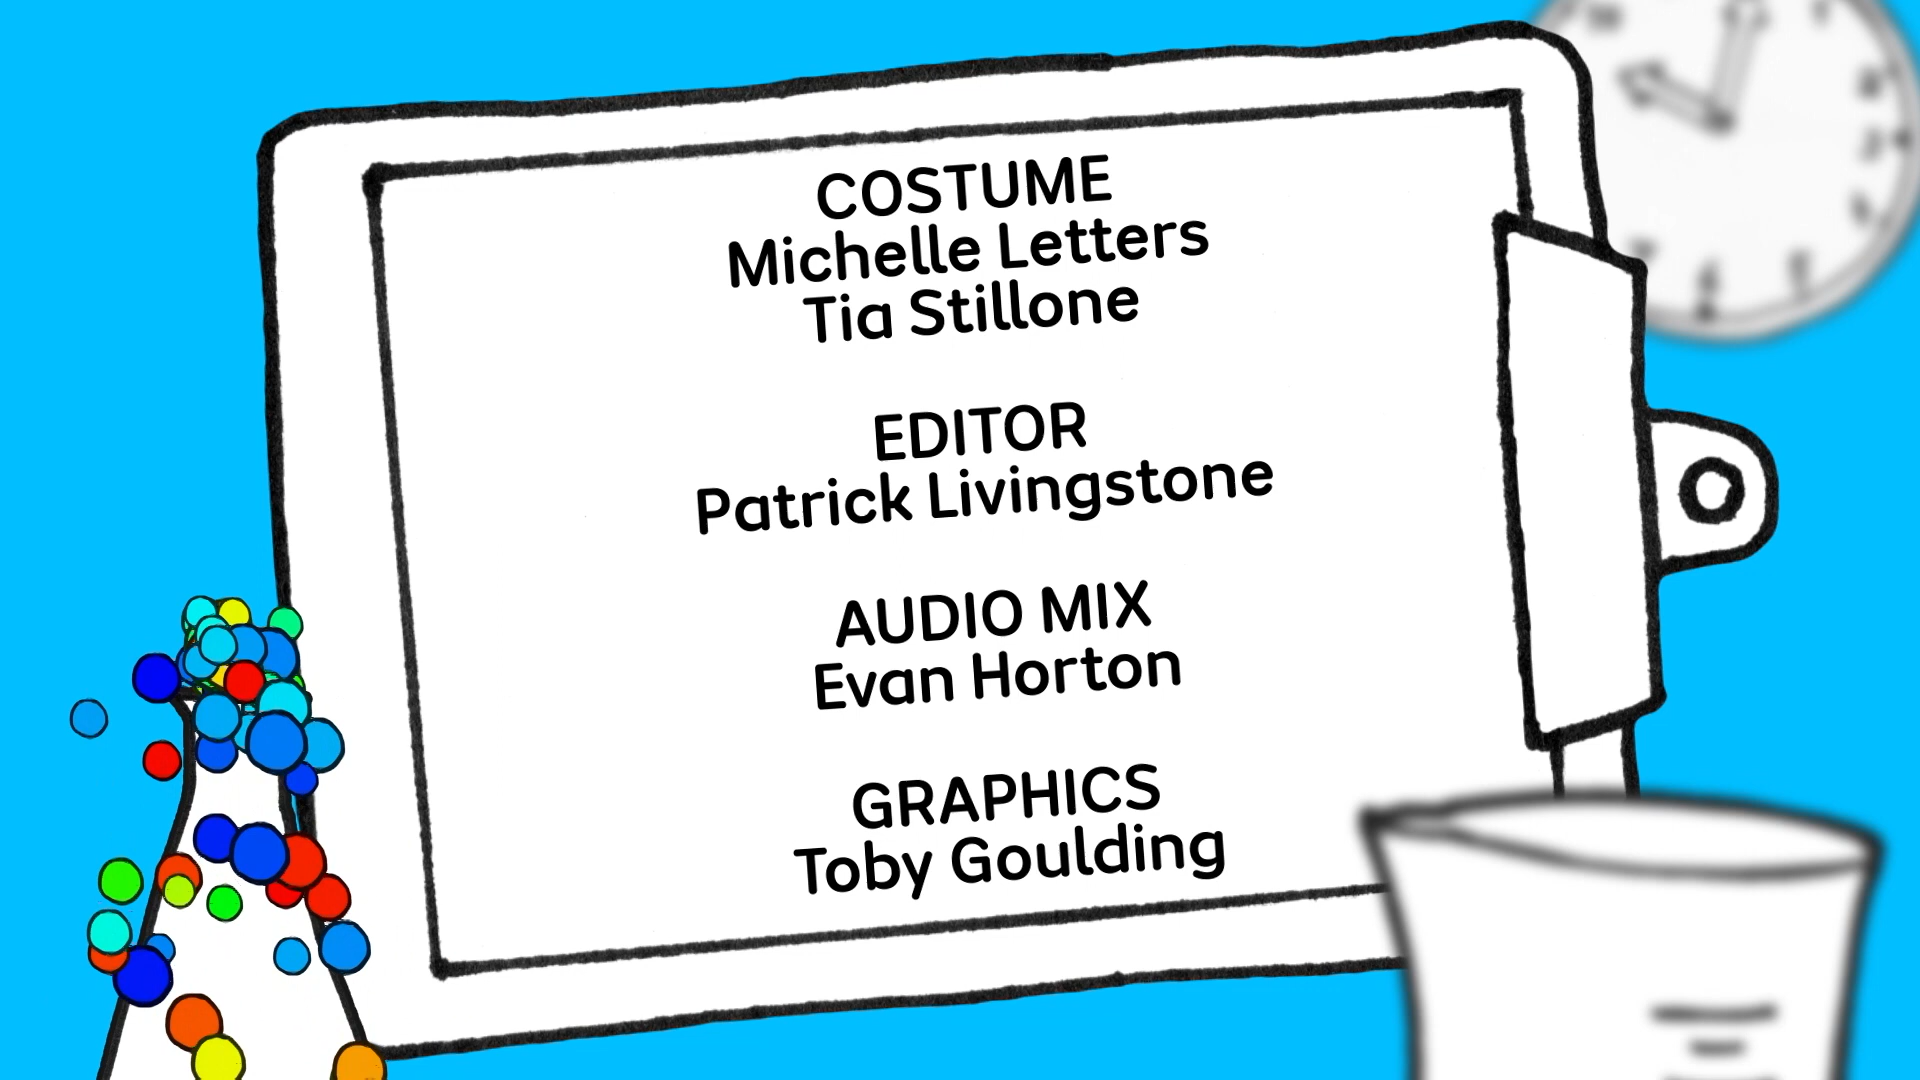 COSTUME
Michelle Letters
Tia Stillone
EDITOR
Patrick Livingstone
AUDIO MIX
Evan Horton
GRAPHICS
Toby Goulding